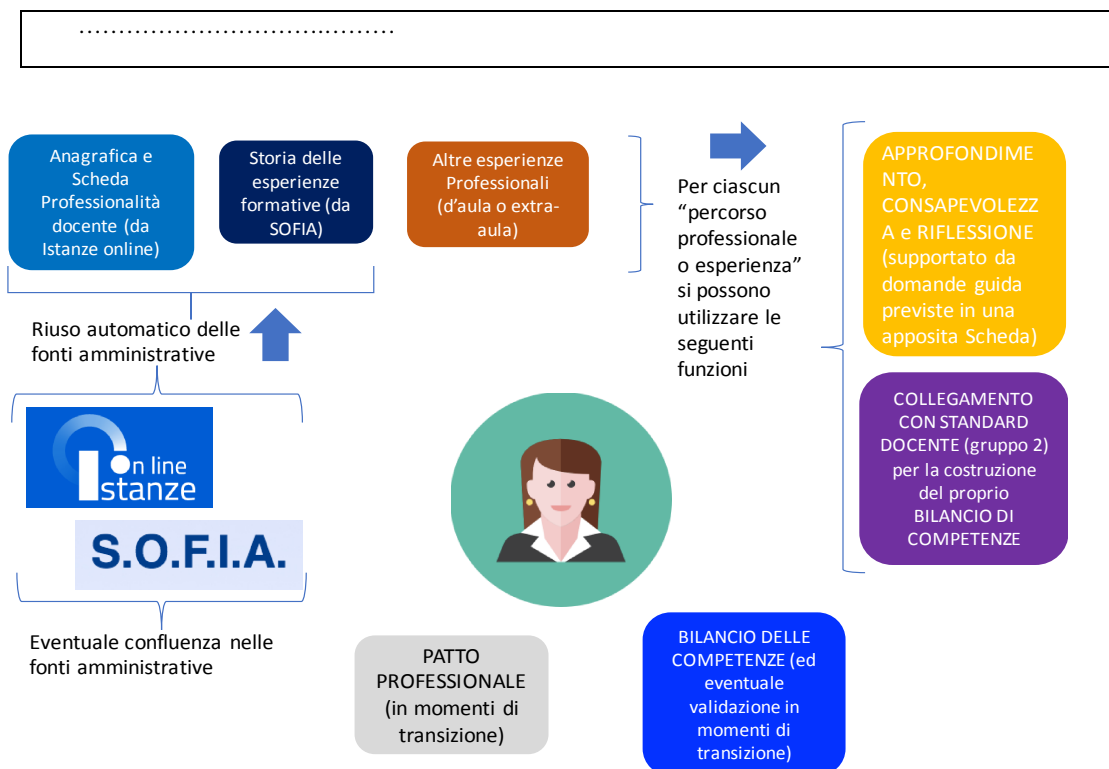 ………………………….………
Anagrafica e
Scheda
Professionalità
docente (da
Istanze online)
Storia delle
esperienze
formative (da
SOFIA)
Altre esperienze
Professionali
(d’aula o extra-
aula)
Per ciascun
“percorso
professionale
o esperienza”
si possono
utilizzare le
seguenti
funzioni
APPROFONDIME
NTO,
CONSAPEVOLEZZ
A e RIFLESSIONE
(supportato da
domande guida
previste in una
apposita Scheda)
Riuso automatico delle
fonti amministrative
COLLEGAMENTO
CON STANDARD
DOCENTE (gruppo 2)
per la costruzione
del proprio
BILANCIO DI
COMPETENZE
on line
Istanze
S.O.F.I.A.
Eventuale confluenza nelle
fonti amministrative
PATTO
PROFESSIONALE
(in momenti di
transizione)
BILANCIO DELLE
COMPETENZE (ed
eventuale
validazione in
momenti di
transizione)